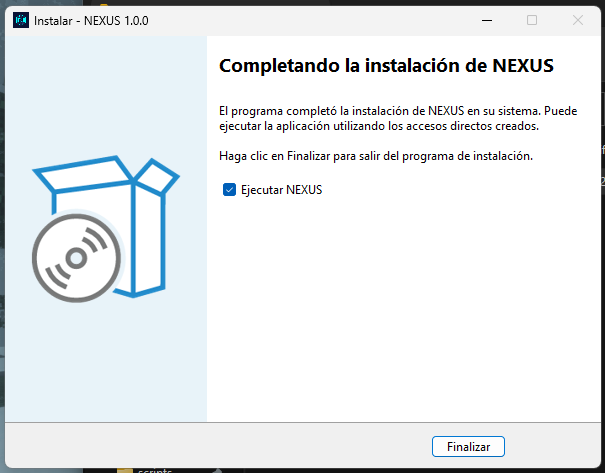 Instalar - NEXUS 1.0.0
Completando la instalación de NEXUS
El programa completó la instalación de NEXUS en su sistema. Puede
ejecutar la aplicación utilizando los accesos directos creados.
Haga clic en Finalizar para salir del programa de instalación.
Ejecutar NEXUS
Finalizar
scripts